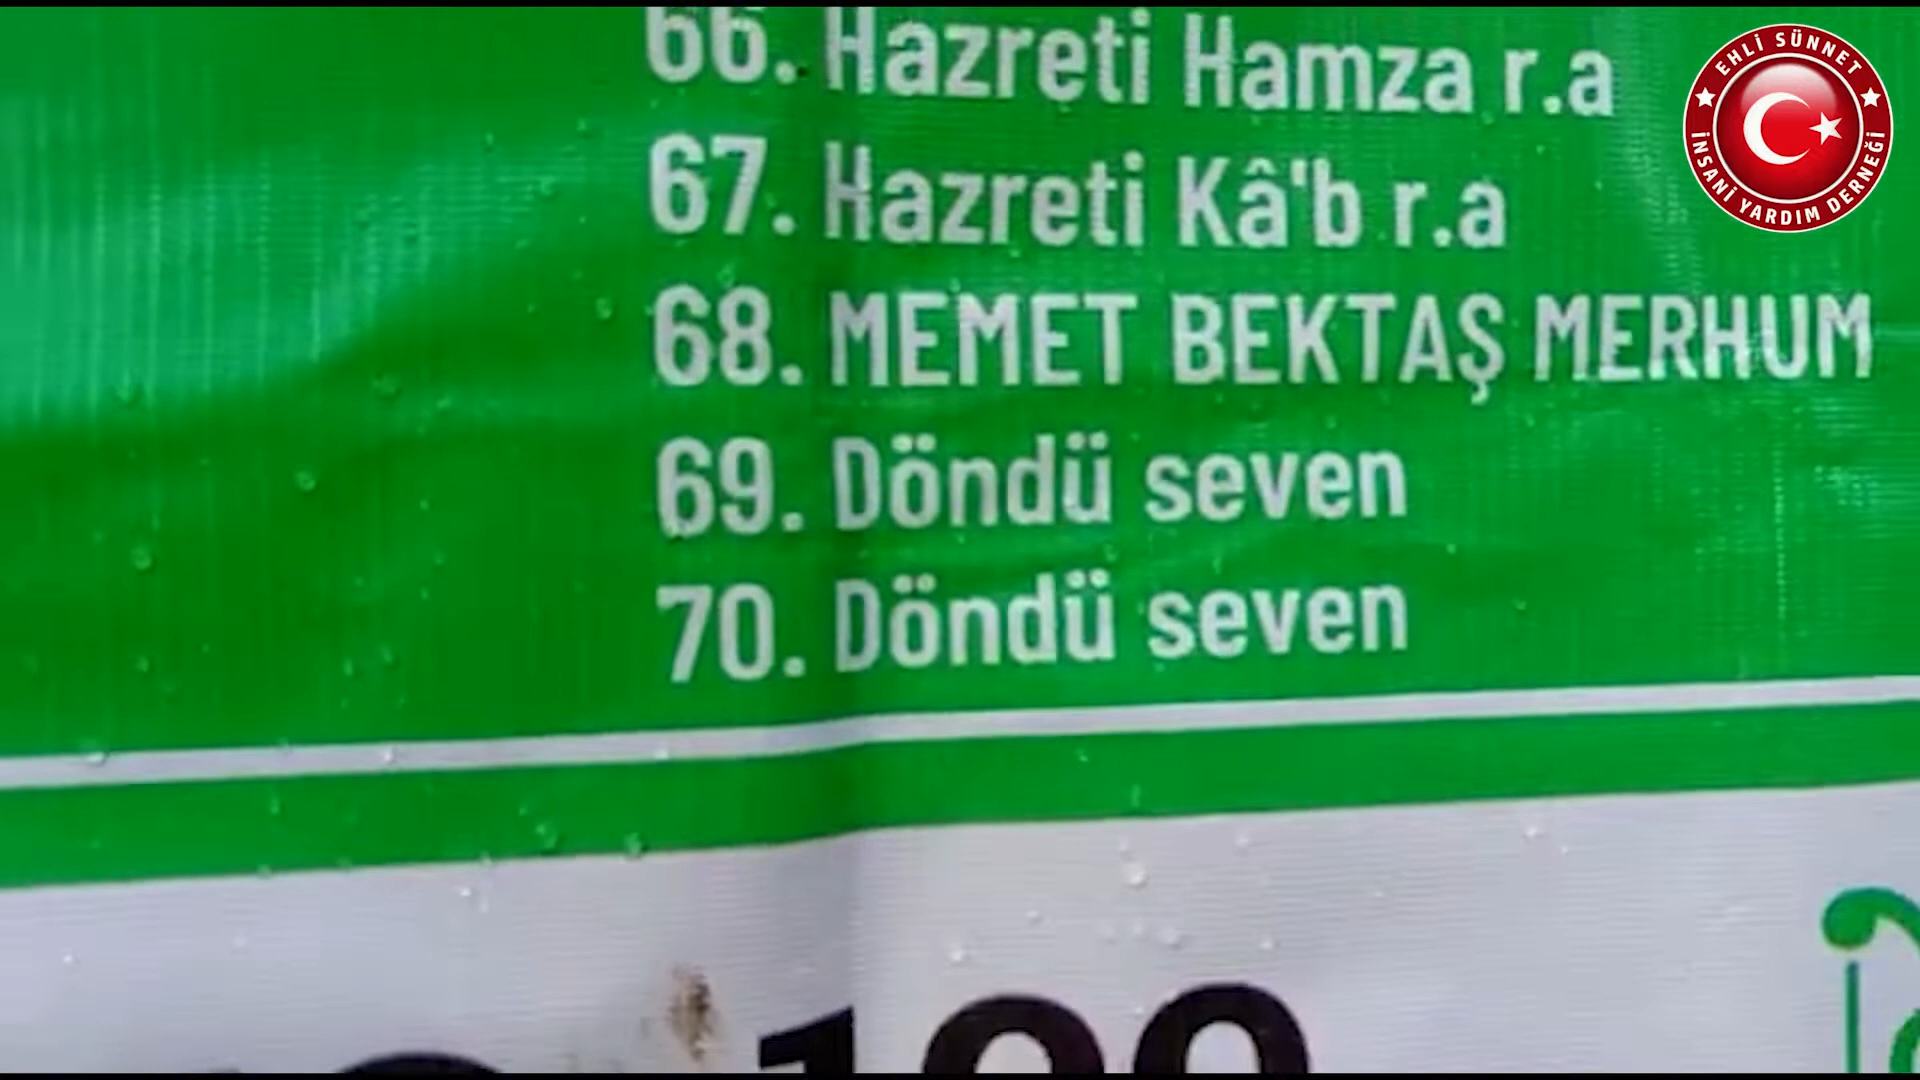 66. Hazreti Hamza r.a
67. Hazreti Kâ'b r.a
68. MEMET BEKTAŞ MERHUM
69. Döndü seven
70. Döndü seven
EHLİ SÜNNET
İNSANİ YARDIM DERNEĞİ